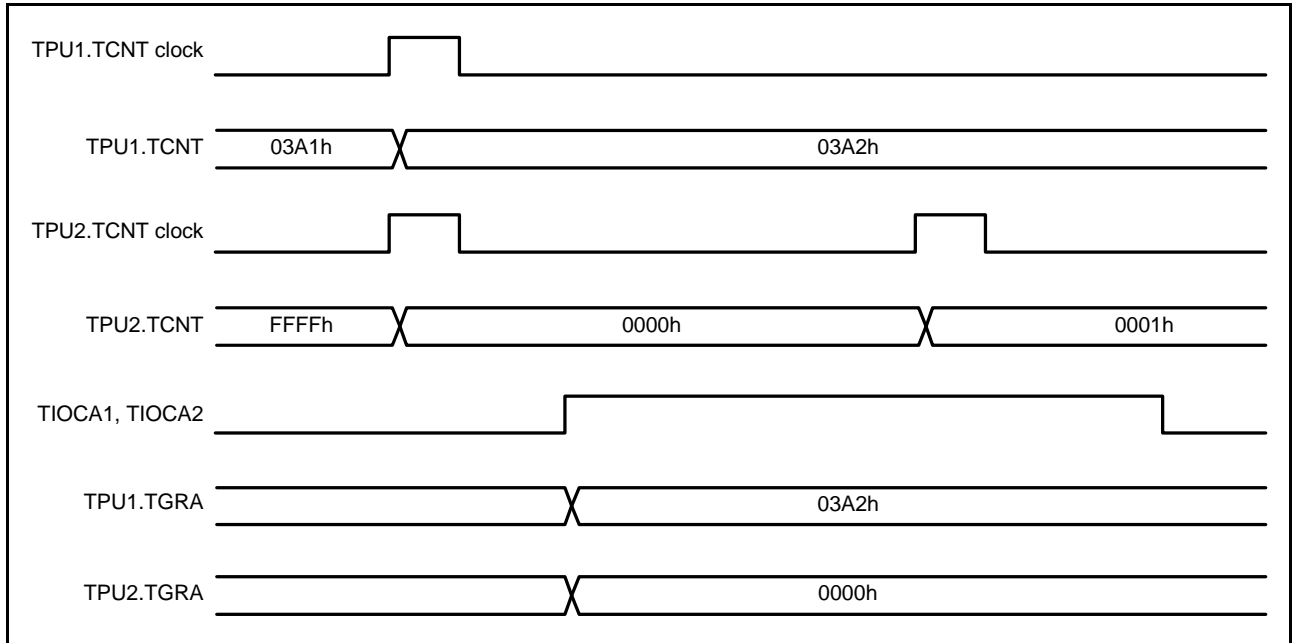 TPU1.TCNT clock
TPU1.TCNT 03A1h 03A2h
TPU2.TCNT clock
TPU2.TCNT FFFFh 0000h 0001h
TIOCA1, TIOCA2
TPU1.TGRA 03A2h
TPU2.TGRA 0000h